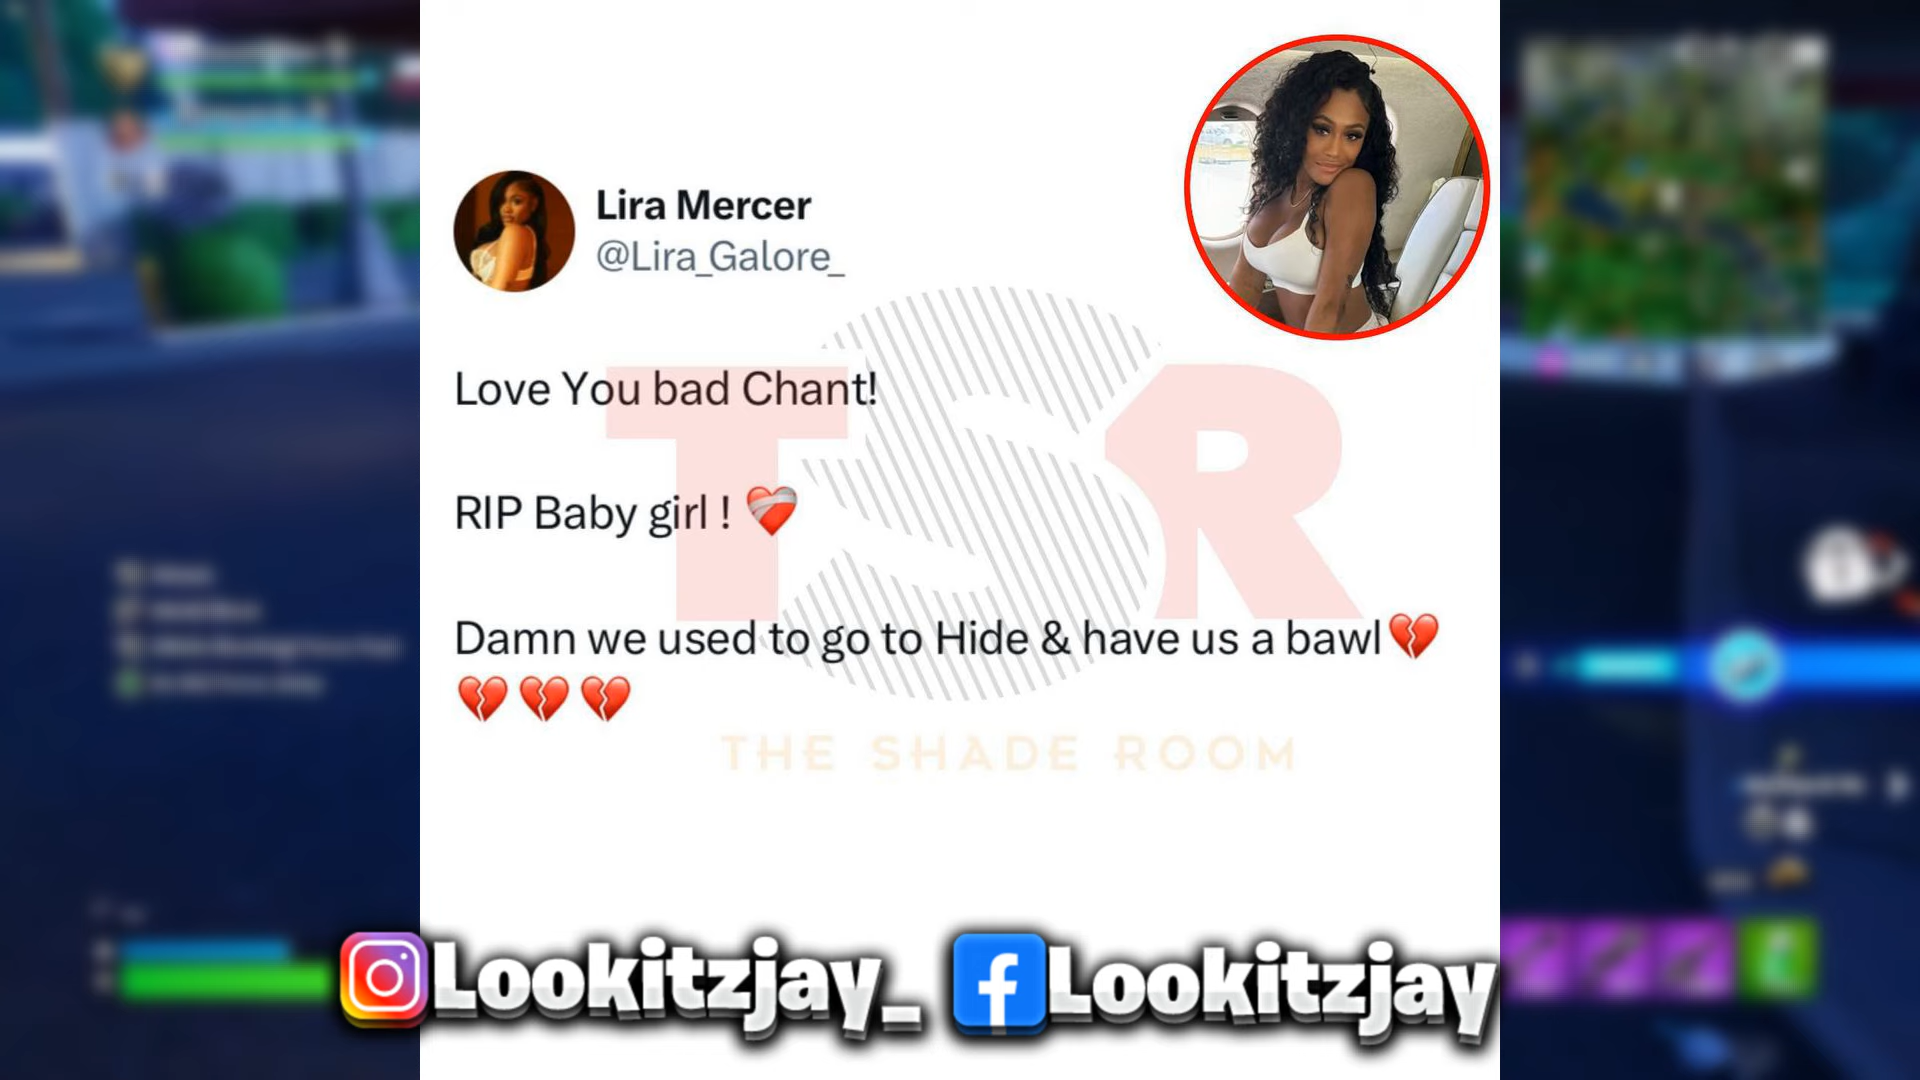 Lira Mercer
@Lira_Galore_
Love You bad Chant!
RIP Baby girl ! ❤️‍🩹
Damn we used to go to Hide & have us a bawl💔
💔💔💔
TSR
THE SHADE ROOM
Lookitzjay_ Lookitzjay